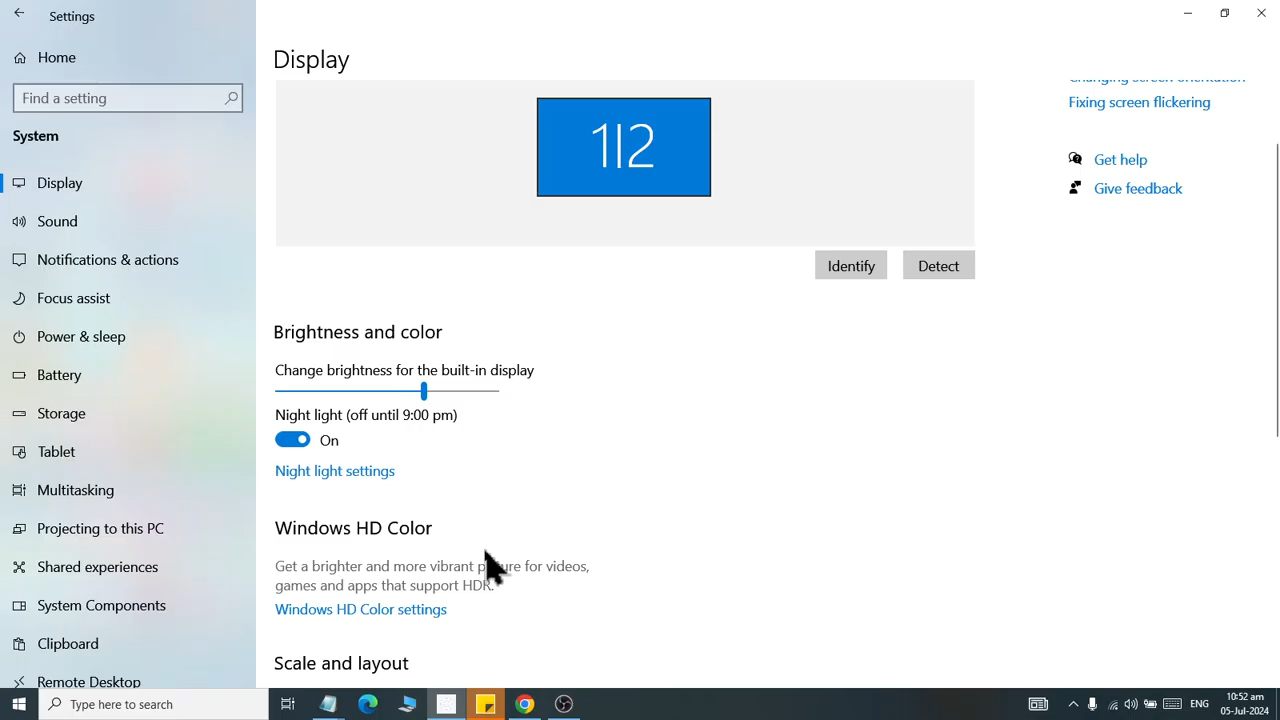 Settings
Home
Find a setting
System
Display
Sound
Notifications & actions
Focus assist
Power & sleep
Battery
Storage
Tablet
Multitasking
Projecting to this PC
Shared experiences
System Components
Clipboard
Remote Desktop
Display
1|2
Identify
Detect
Brightness and color
Change brightness for the built-in display
Night light (off until 9:00 pm)
On
Night light settings
Windows HD Color
Get a brighter and more vibrant for videos,
games and apps that support HDR.
Windows HD Color settings
Scale and layout
Changing screen orientation
Fixing screen flickering
Get help
Give feedback
Type here to search
ENG
10:52 am
05-Jul-2024